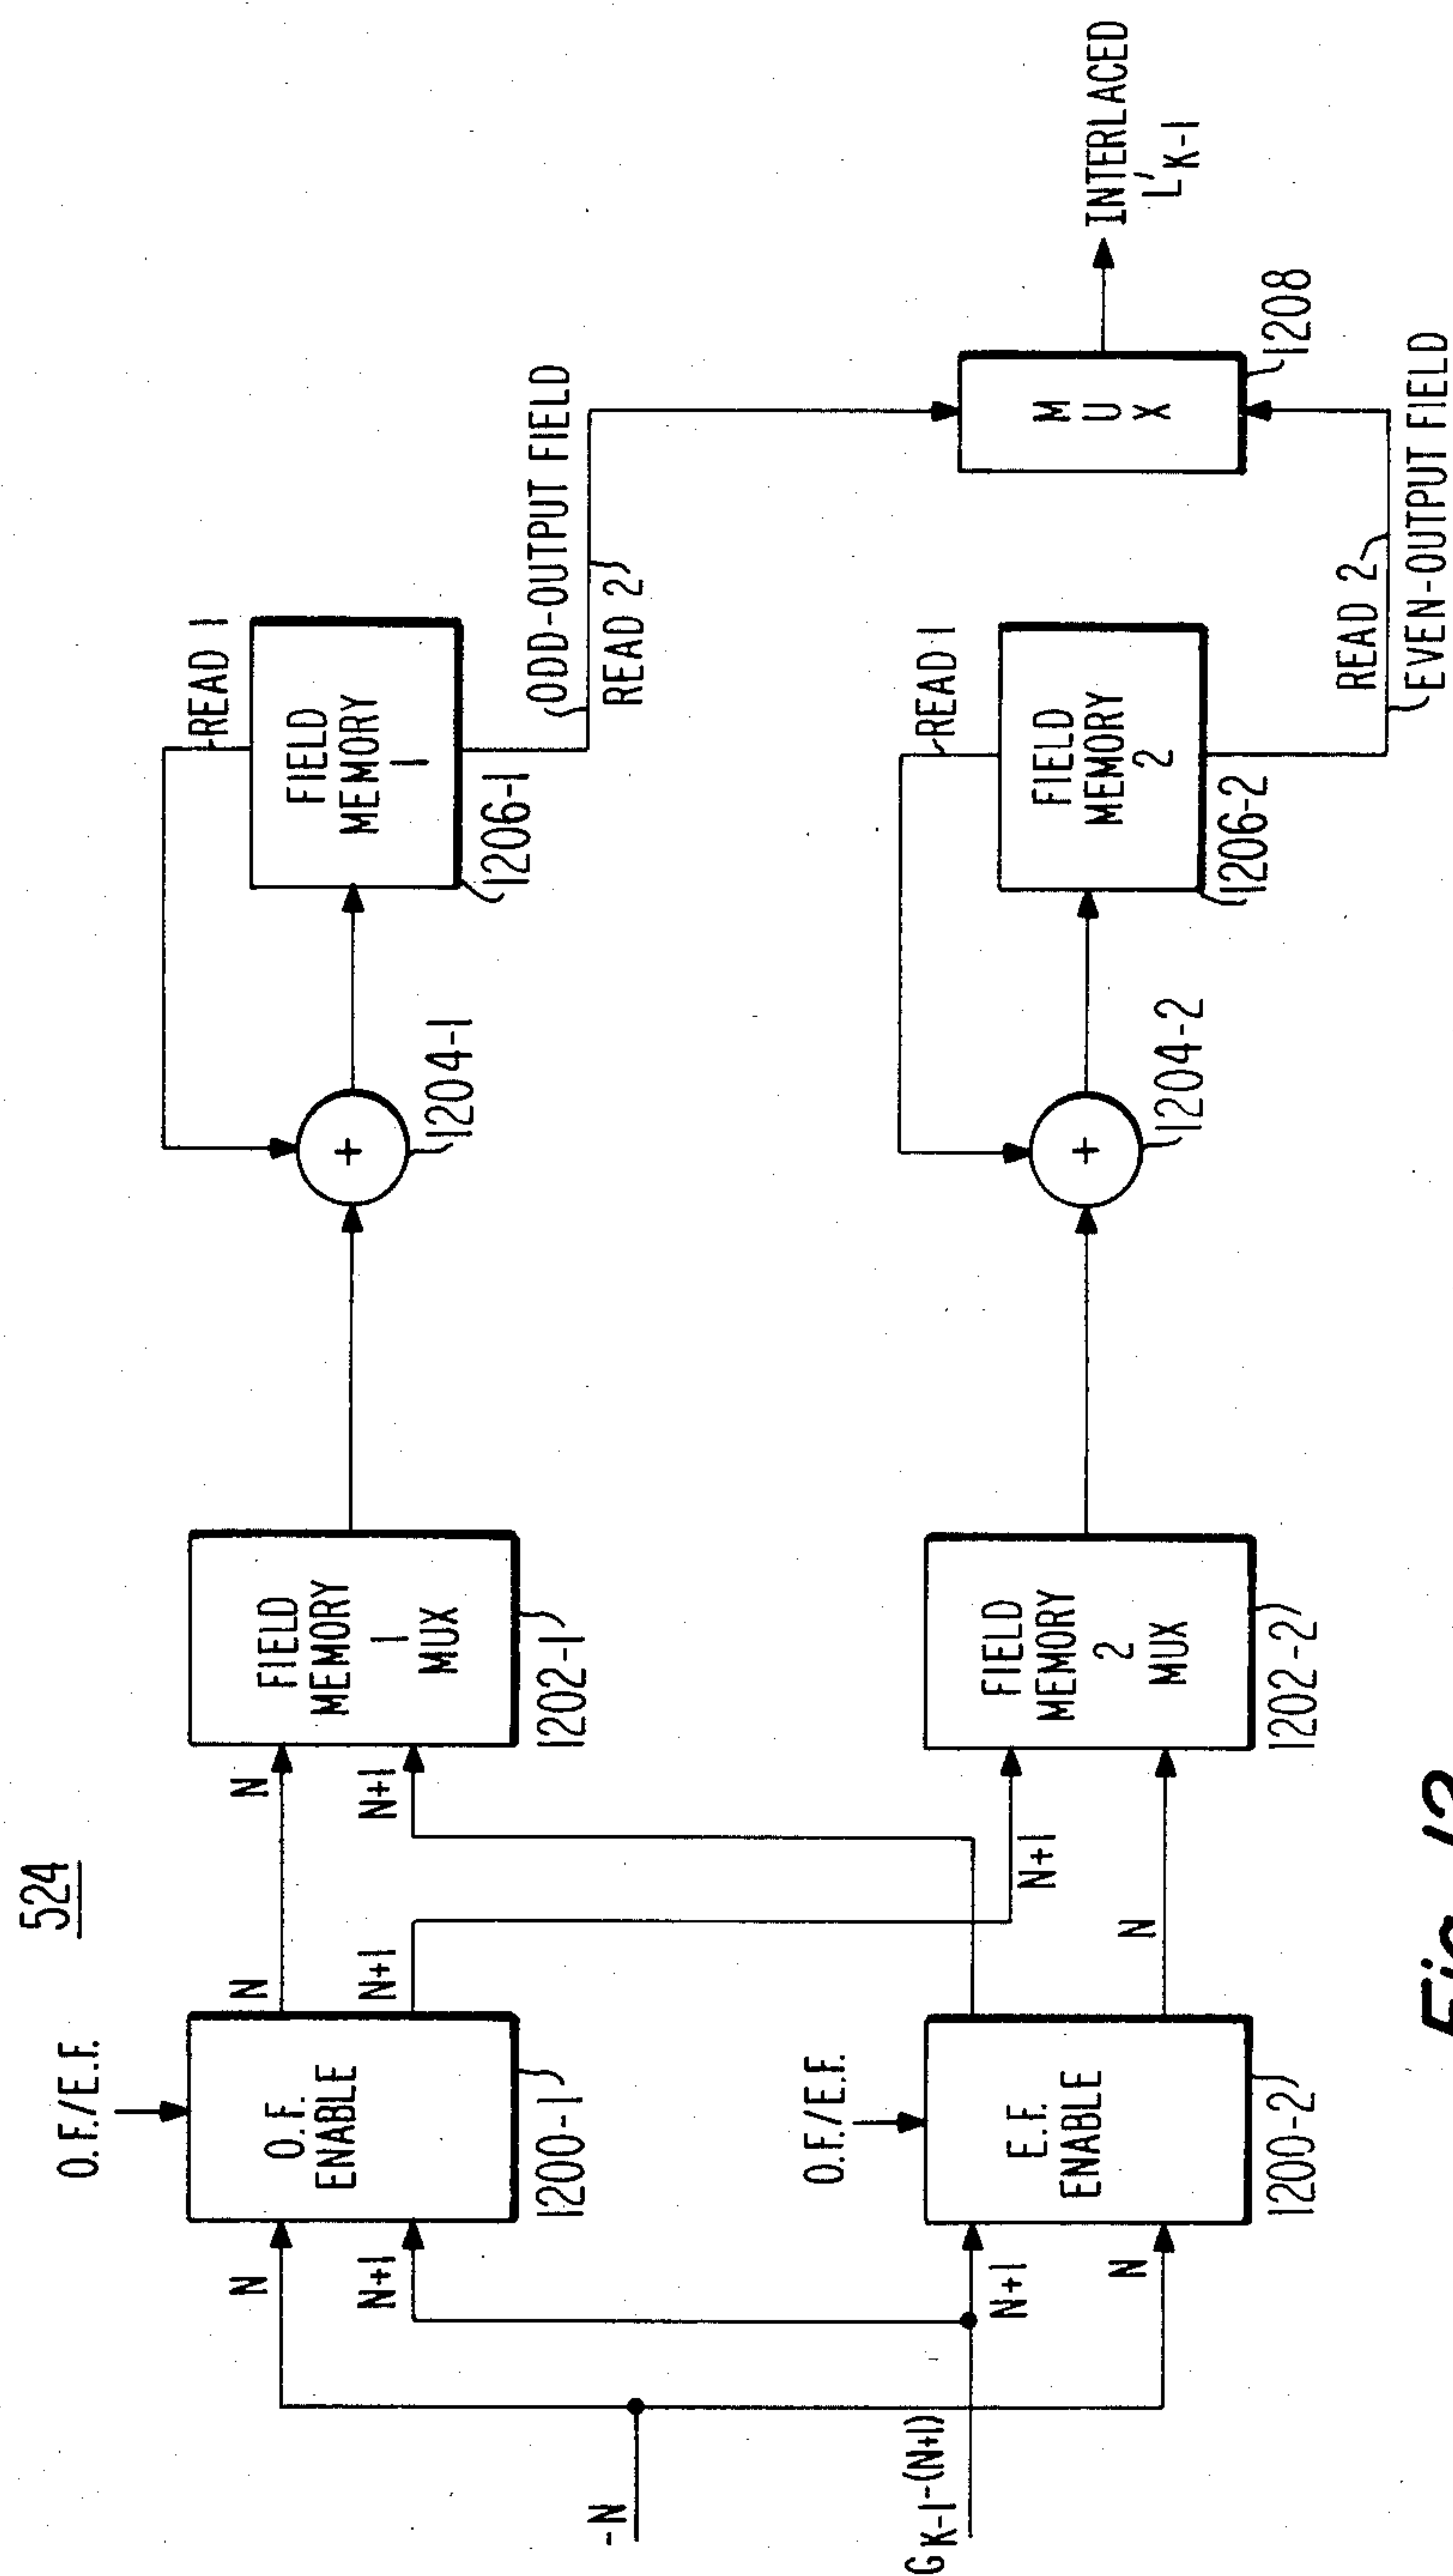 524
O.F./E.F.
N
N+1
O.F.
ENABLE
1200-1
N
N+1
N
N+1
FIELD
MEMORY
1
MUX
1202-1
+
1204-1
READ 1
FIELD
MEMORY
1
1206-1
ODD-OUTPUT FIELD
READ 2
-N
G K-1-(N+1)
O.F./E.F.
N+1
N
E.F.
ENABLE
1200-2
N+1
N
FIELD
MEMORY
2
MUX
1202-2
+
1204-2
READ 1
FIELD
MEMORY
2
1206-2
READ 2
EVEN-OUTPUT FIELD
MUX
1208
INTERLACED
L'K-1